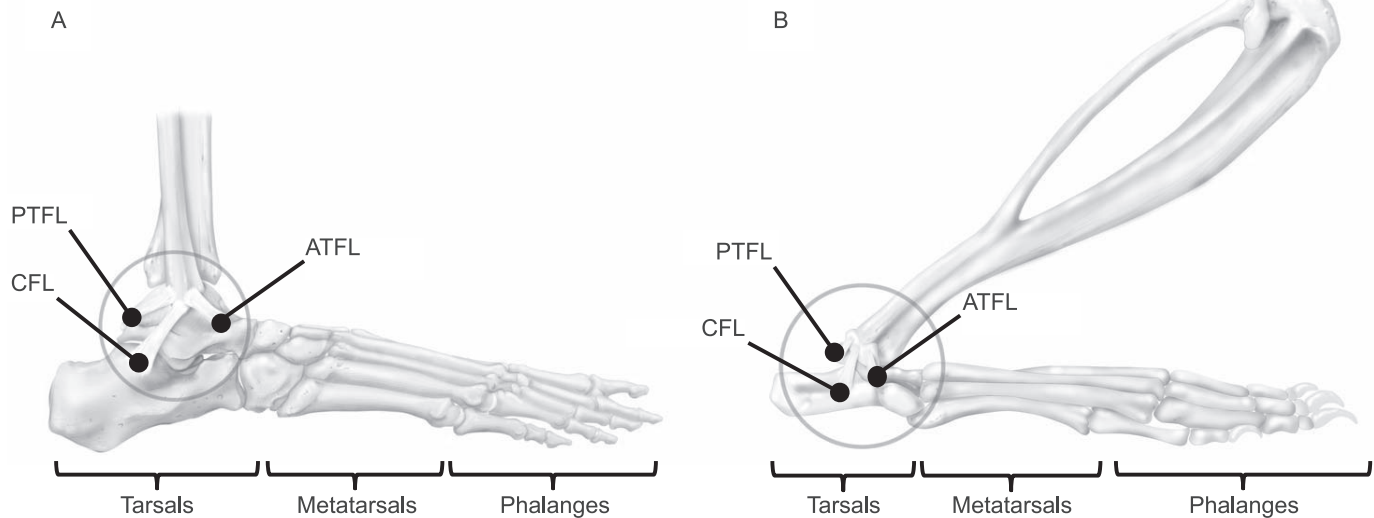 A
PTFL
ATFL
CFL
Tarsals
Metatarsals
Phalanges
B
PTFL
ATFL
CFL
Tarsals
Metatarsals
Phalanges